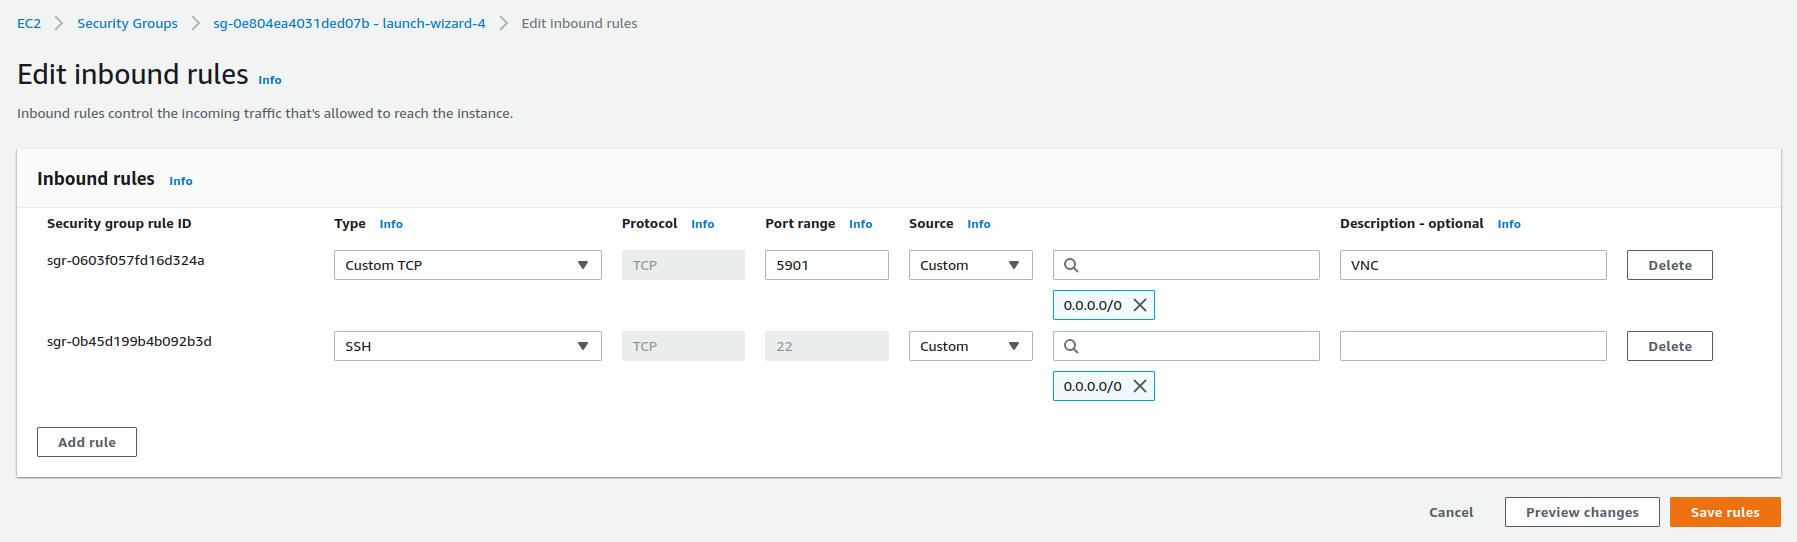 EC2 Security Groups sg-0e804ea4031ded07b - launch-wizard-4 Edit inbound rules
Edit inbound rules Info
Inbound rules control the incoming traffic that's allowed to reach the instance.
Inbound rules Info
Security group rule ID Type Info Protocol Info Port range Info Source Info Description - optional Info
sgr-0603f057fd16d324a Custom TCP TCP 5901 Custom VNC Delete
0.0.0.0/0
sgr-0b45d199b4b092b3d SSH TCP 22 Custom Delete
0.0.0.0/0
Add rule
Cancel Preview changes Save rules